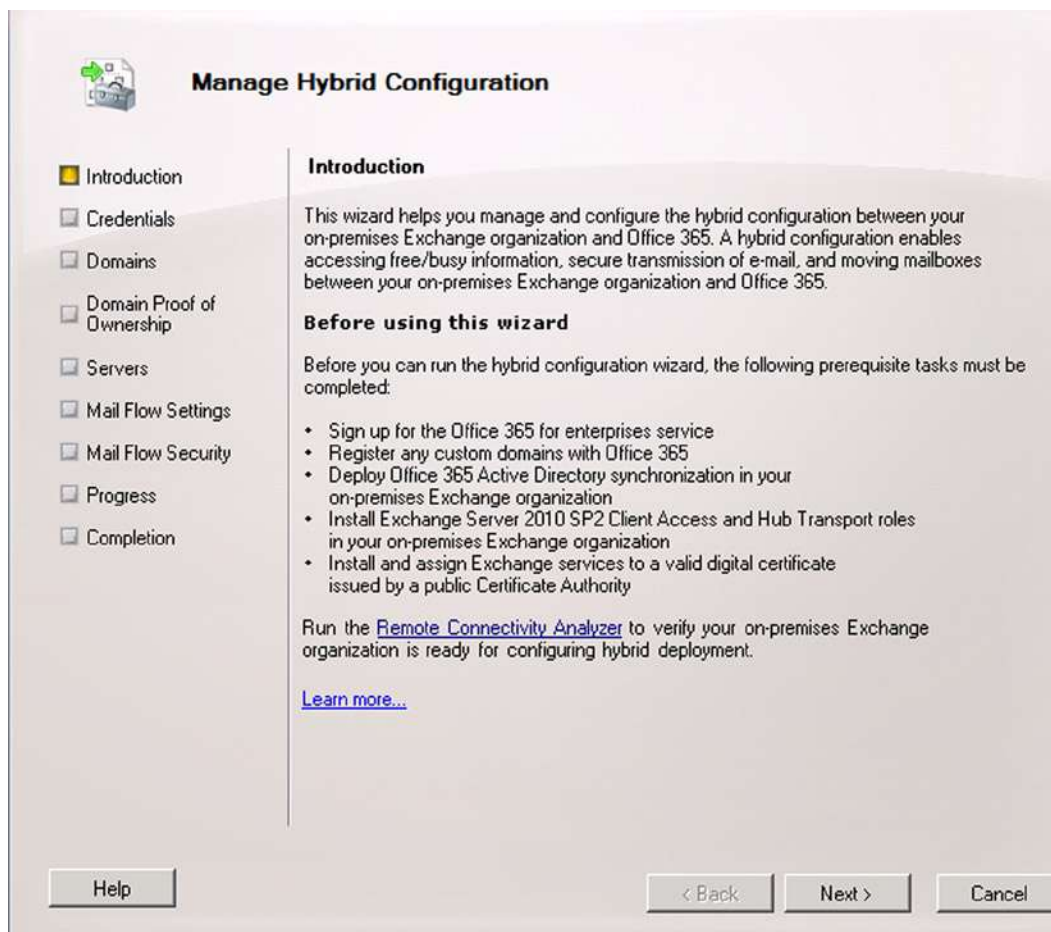 Manage Hybrid Configuration
Introduction
Credentials
Domains
Domain Proof of
Ownership
Servers
Mail Flow Settings
Mail Flow Security
Progress
Completion
Introduction
This wizard helps you manage and configure the hybrid configuration between your
on-premises Exchange organization and Office 365. A hybrid configuration enables
accessing free/busy information, secure transmission of e-mail, and moving mailboxes
between your on-premises Exchange organization and Office 365.
Before using this wizard
Before you can run the hybrid configuration wizard, the following prerequisite tasks must be
completed:
• Sign up for the Office 365 for enterprises service
• Register any custom domains with Office 365
• Deploy Office 365 Active Directory synchronization in your
on-premises Exchange organization
• Install Exchange Server 2010 SP2 Client Access and Hub Transport roles
in your on-premises Exchange organization
• Install and assign Exchange services to a valid digital certificate
issued by a public Certificate Authority
Run the Remote Connectivity Analyzer to verify your on-premises Exchange
organization is ready for configuring hybrid deployment.
Learn more...
Help
< Back
Next >
Cancel